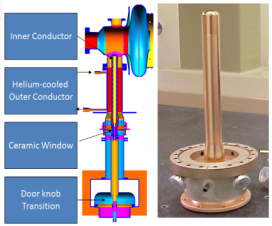 Inner Conductor
Helium-cooled
Outer Conductor
Ceramic Window
Door knob
Transition